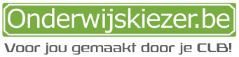 Onderwijskiezer.be
Voor jou gemaakt door je CLB!